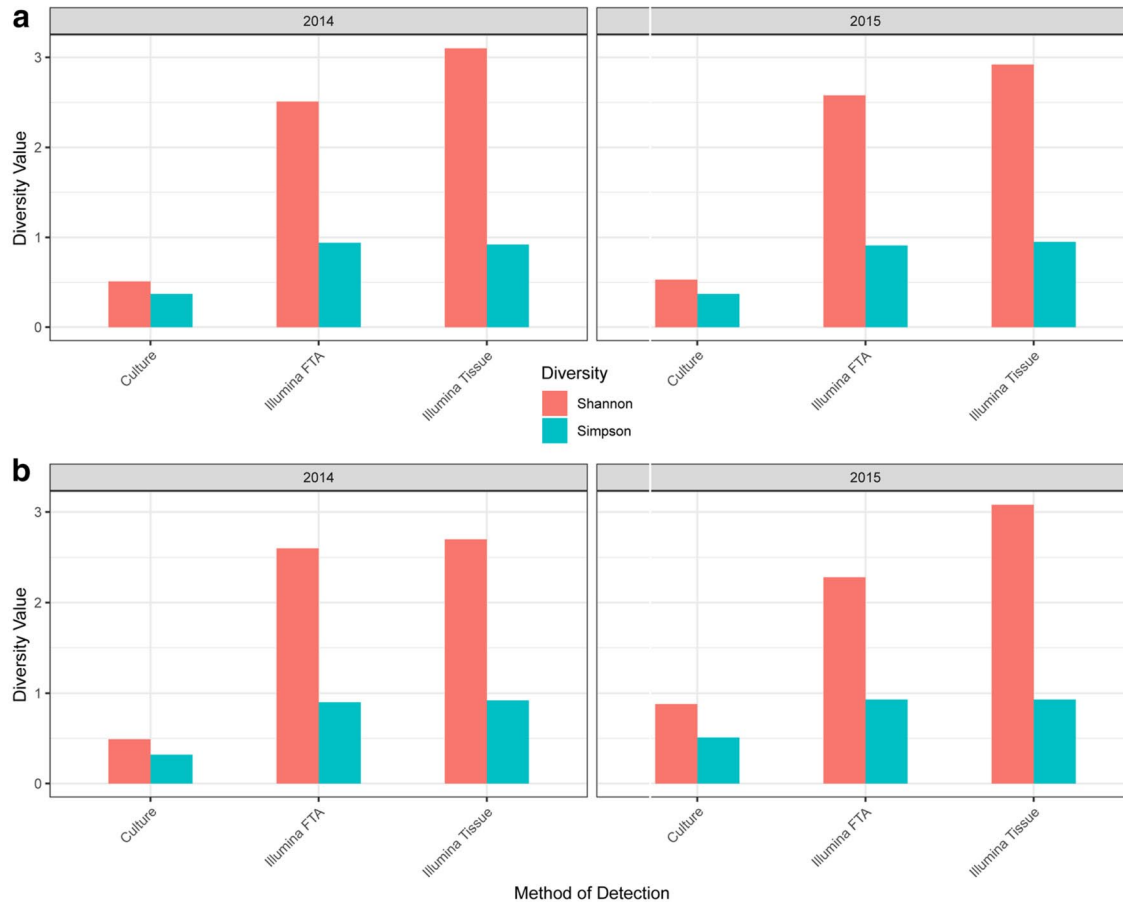 a
2014
2015
Diversity Value
3
2
1
0
Culture
Illumina FTA
Illumina Tissue
Culture
Illumina FTA
Illumina Tissue
Diversity
Shannon
Simpson
b
2014
2015
Diversity Value
3
2
1
0
Culture
Illumina FTA
Illumina Tissue
Culture
Illumina FTA
Illumina Tissue
Method of Detection